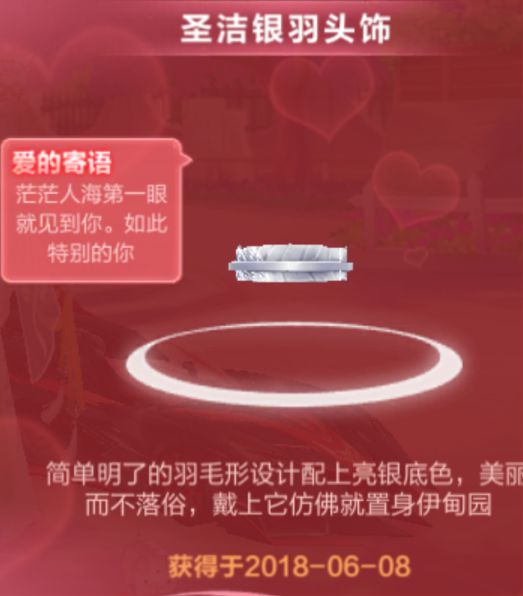 圣洁银羽头饰
爱的寄语
茫茫人海第一眼
就见到你。如此
特别的你
简单明了的羽毛形设计配上亮银底色，美丽
而不落俗，戴上它仿佛就置身伊甸园
获得于2018-06-08